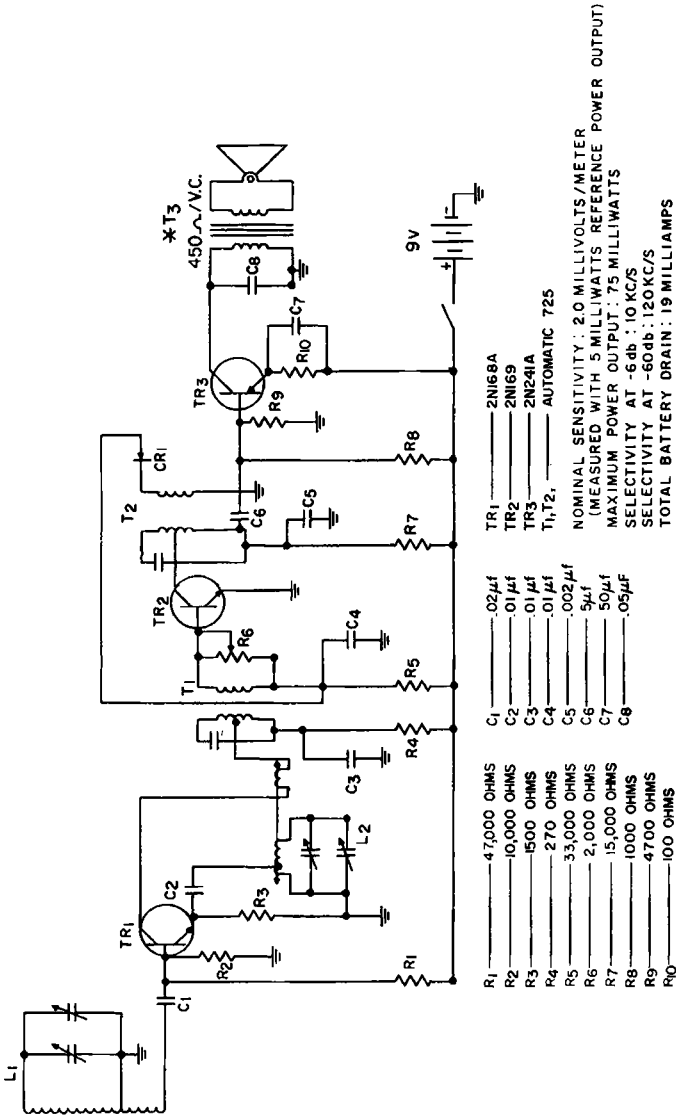 L1
C1
TR1
R2
R1
C2
R3
L2
T1
C3
R4
R5
C4
R6
TR2
T2
CR1
C6
C5
R7
R8
R9
TR3
R10
C7
C8
*T3
450Ω/V.C.
9V
+
-
R1 47,000 OHMS
R2 10,000 OHMS
R3 1500 OHMS
R4 270 OHMS
R5 33,000 OHMS
R6 2,000 OHMS
R7 15,000 OHMS
R8 1000 OHMS
R9 4700 OHMS
R10 100 OHMS
C1 .02µf
C2 .01µf
C3 .01µf
C4 .01µf
C5 .002µf
C6 5µf
C7 50µf
C8 .05µF
TR1 2N168A
TR2 2N169
TR3 2N241A
T1,T2, AUTOMATIC 725
NOMINAL SENSITIVITY: 2.0 MILLIVOLTS/METER
(MEASURED WITH 5 MILLIWATTS REFERENCE POWER OUTPUT)
MAXIMUM POWER OUTPUT: 75 MILLIWATTS
SELECTIVITY AT -6db : 10 KC/S
SELECTIVITY AT -60db : 120 KC/S
TOTAL BATTERY DRAIN: 19 MILLIAMPS